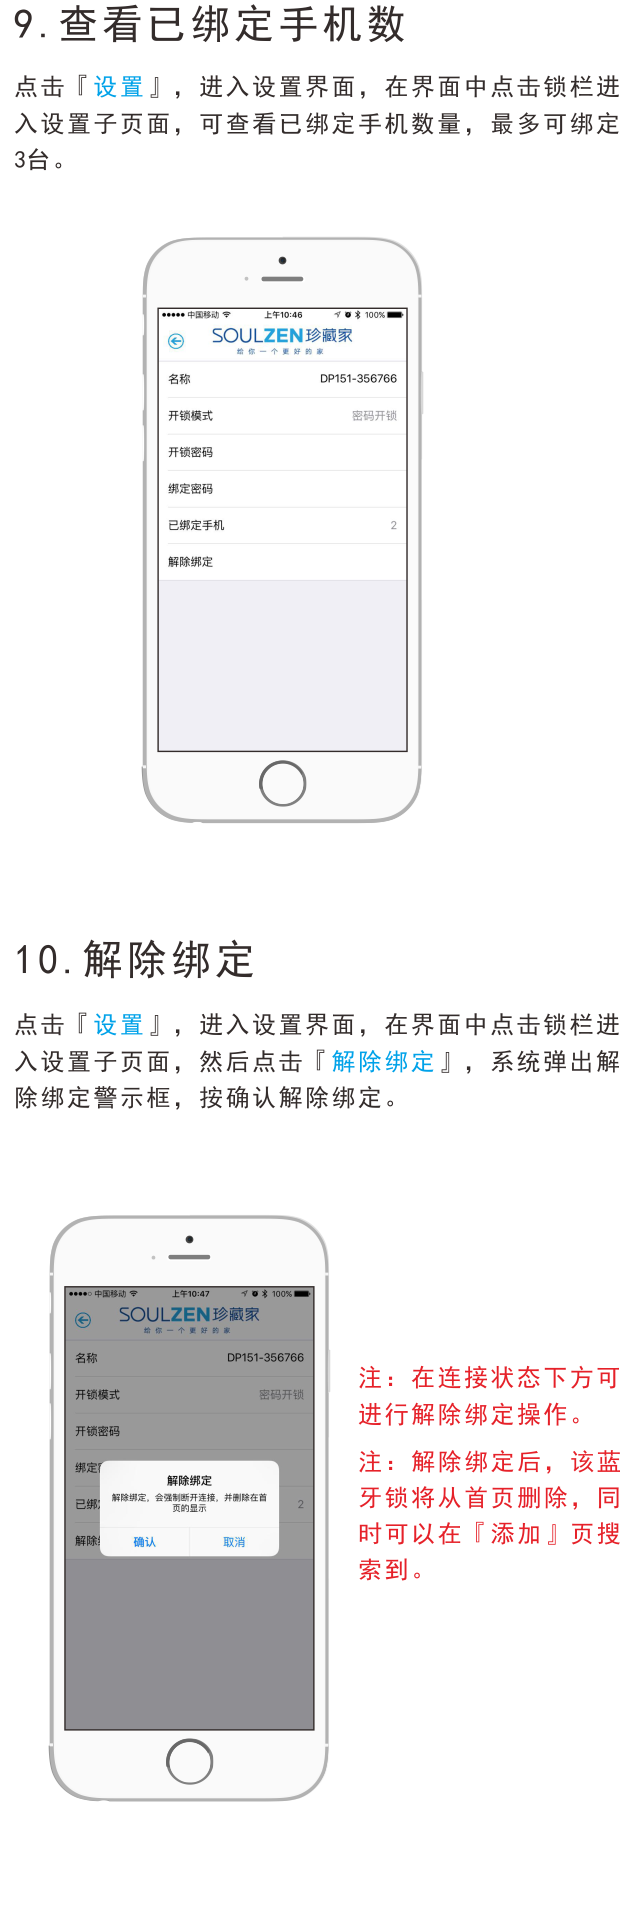 9.查看已绑定手机数
点击『设置』，进入设置界面，在界面中点击锁栏进
入设置子页面，可查看已绑定手机数量，最多可绑定
3台。
中国移动 上午10:46 100%
SOULZEN珍藏家
给你一个更好的家
名称 DP151-356766
开锁模式 密码开锁
开锁密码
绑定密码
已绑定手机 2
解除绑定
10.解除绑定
点击『设置』，进入设置界面，在界面中点击锁栏进
入设置子页面，然后点击『解除绑定』，系统弹出解
除绑定警示框，按确认解除绑定。
中国移动 上午10:47 100%
SOULZEN珍藏家
给你一个更好的家
名称 DP151-356766
开锁模式 密码开锁
开锁密码
绑定
已绑 2
解除
解除绑定
解除绑定，会强制断开连接，并删除在首
页的显示
确认 取消
注：在连接状态下方可
进行解除绑定操作。
注：解除绑定后，该蓝
牙锁将从首页删除，同
时可以在『添加』页搜
索到。